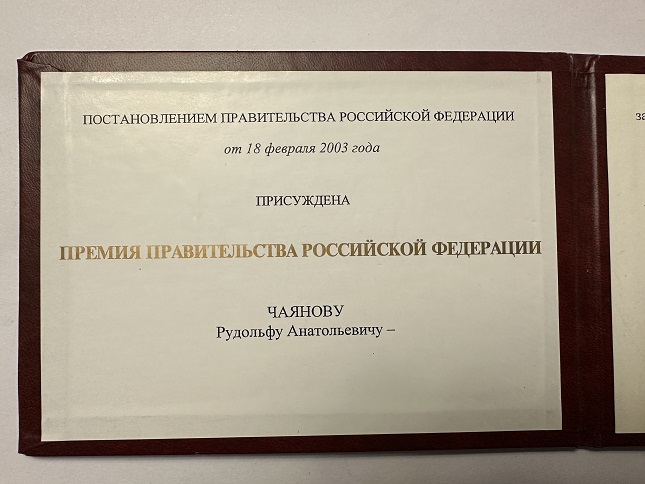 ПОСТАНОВЛЕНИЕМ ПРАВИТЕЛЬСТВА РОССИЙСКОЙ ФЕДЕРАЦИИ
от 18 февраля 2003 года
ПРИСУЖДЕНА
ПРЕМИЯ ПРАВИТЕЛЬСТВА РОССИЙСКОЙ ФЕДЕРАЦИИ
ЧАЯНОВУ
Рудольфу Анатольевичу –